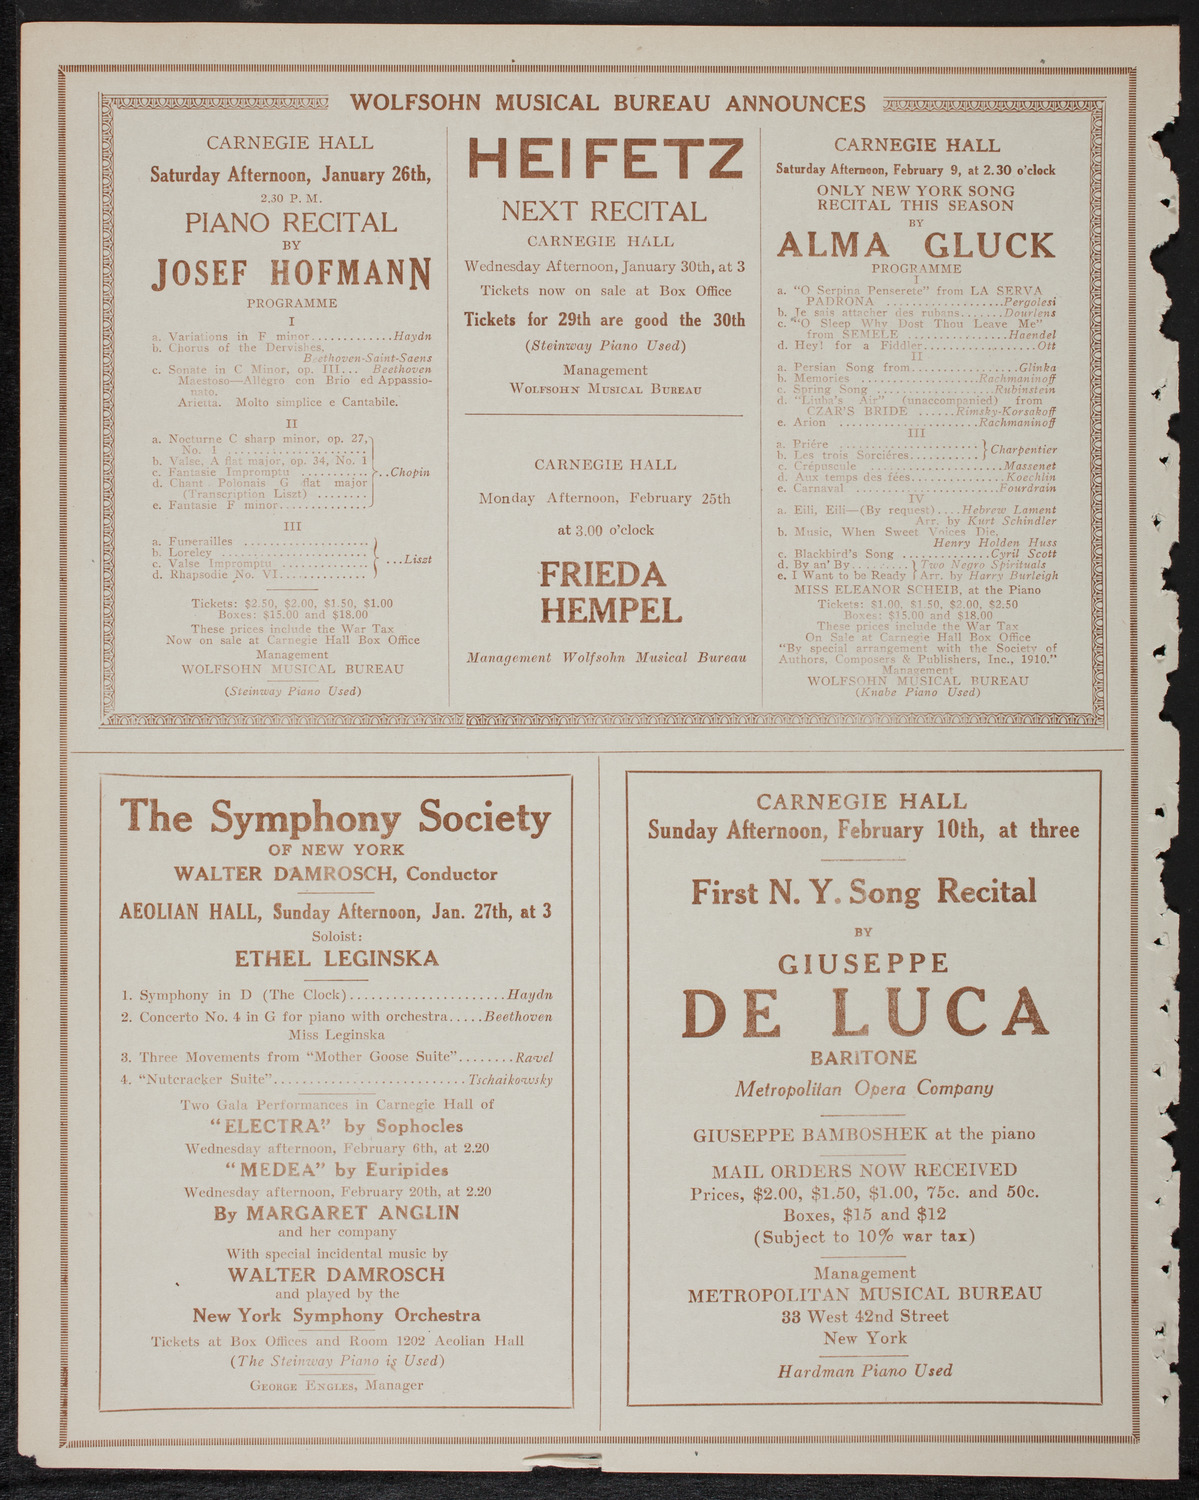 WOLFSOHN MUSICAL BUREAU ANNOUNCES
CARNEGIE HALL
Saturday Afternoon, January 26th,
2.30 P. M.
PIANO RECITAL
BY
JOSEF HOFMANN
PROGRAMME
I
a. Variations in F minor.............Haydn
b. Chorus of the Dervishes,
Beethoven-Saint-Saens
c. Sonate in C Minor, op. III... Beethoven
Maestoso—Allegro con Brio ed Appassio-
nato.
Arietta. Molto simplice e Cantabile.
II
a. Nocturne C sharp minor, op. 27,
No. 1 ......................
b. Valse, A flat major, op. 34, No. 1
c. Fantasie Impromptu ........... ..Chopin
d. Chant Polonais G flat major
(Transcription Liszt) ........
e. Fantasie F minor..............
III
a. Funerailles ....................
b. Loreley .......................
c. Valse Impromptu .............. ...Liszt
d. Rhapsodie No. VI..............
Tickets: $2.50, $2.00, $1.50, $1.00
Boxes: $15.00 and $18.00
These prices include the War Tax
Now on sale at Carnegie Hall Box Office
Management
WOLFSOHN MUSICAL BUREAU
(Steinway Piano Used)
HEIFETZ
NEXT RECITAL
CARNEGIE HALL
Wednesday Afternoon, January 30th, at 3
Tickets now on sale at Box Office
Tickets for 29th are good the 30th
(Steinway Piano Used)
Management
WOLFSOHN MUSICAL BUREAU
CARNEGIE HALL
Monday Afternoon, February 25th
at 3.00 o'clock
FRIEDA
HEMPEL
Management Wolfsohn Musical Bureau
CARNEGIE HALL
Saturday Afternoon, February 9, at 2.30 o'clock
ONLY NEW YORK SONG
RECITAL THIS SEASON
BY
ALMA GLUCK
PROGRAMME
I
a. "O Serpina Penserete" from LA SERVA
PADRONA ...................Pergolesi
b. Je sais attacher des rubans.......Dourlens
c. "O Sleep Why Dost Thou Leave Me"
from SEMELE ................Haendel
d. Hey! for a Fiddler..................Ott
II
a. Persian Song from.................Glinka
b. Memories ...................Rachmaninoff
c. Spring Song ...................Rubinstein
d. "Liuba's Air" (unaccompanied) from
CZAR'S BRIDE ......Rimsky-Korsakoff
e. Arion .......................Rachmaninoff
III
a. Priére .......................
b. Les trois Sorciéres........... Charpentier
c. Crépuscule .....................Massenet
d. Aux temps des fées...............Koechlin
e. Carnaval .......................Fourdrain
IV
a. Eili, Eili—(By request)....Hebrew Lament
Arr. by Kurt Schindler
b. Music, When Sweet Voices Die,
Henry Holden Huss
c. Blackbird's Song ..............Cyril Scott
d. By an' By......... Two Negro Spirituals
e. I Want to be Ready Arr. by Harry Burleigh
MISS ELEANOR SCHEIB, at the Piano
Tickets: $1.00, $1.50, $2.00, $2.50
Boxes: $15.00 and $18.00
These prices include the War Tax
On Sale at Carnegie Hall Box Office
"By special arrangement with the Society of
Authors, Composers & Publishers, Inc., 1910."
Management
WOLFSOHN MUSICAL BUREAU
(Knabe Piano Used)
The Symphony Society
OF NEW YORK
WALTER DAMROSCH, Conductor
AEOLIAN HALL, Sunday Afternoon, Jan. 27th, at 3
Soloist:
ETHEL LEGINSKA
1. Symphony in D (The Clock)......................Haydn
2. Concerto No. 4 in G for piano with orchestra.....Beethoven
Miss Leginska
3. Three Movements from "Mother Goose Suite"........Ravel
4. "Nutcracker Suite"...........................Tschaikowsky
Two Gala Performances in Carnegie Hall of
"ELECTRA" by Sophocles
Wednesday afternoon, February 6th, at 2.20
"MEDEA" by Euripides
Wednesday afternoon, February 20th, at 2.20
By MARGARET ANGLIN
and her company
With special incidental music by
WALTER DAMROSCH
and played by the
New York Symphony Orchestra
Tickets at Box Offices and Room 1202 Aeolian Hall
(The Steinway Piano is Used)
GEORGE ENGLES, Manager
CARNEGIE HALL
Sunday Afternoon, February 10th, at three
First N. Y. Song Recital
BY
GIUSEPPE
DE LUCA
BARITONE
Metropolitan Opera Company
GIUSEPPE BAMBOSHEK at the piano
MAIL ORDERS NOW RECEIVED
Prices, $2.00, $1.50, $1.00, 75c. and 50c.
Boxes, $15 and $12
(Subject to 10% war tax)
Management
METROPOLITAN MUSICAL BUREAU
33 West 42nd Street
New York
Hardman Piano Used